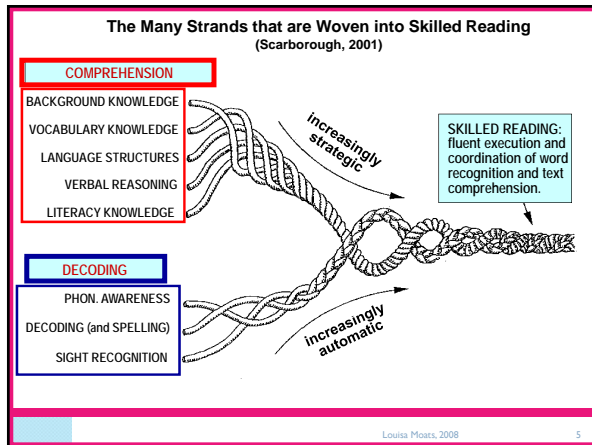 The Many Strands that are Woven into Skilled Reading
(Scarborough, 2001)
COMPREHENSION
BACKGROUND KNOWLEDGE
VOCABULARY KNOWLEDGE
LANGUAGE STRUCTURES
VERBAL REASONING
LITERACY KNOWLEDGE
increasingly
strategic
SKILLED READING:
fluent execution and
coordination of word
recognition and text
comprehension.
DECODING
PHON. AWARENESS
DECODING (and SPELLING)
SIGHT RECOGNITION
increasingly
automatic
Louisa Moats, 2008
5